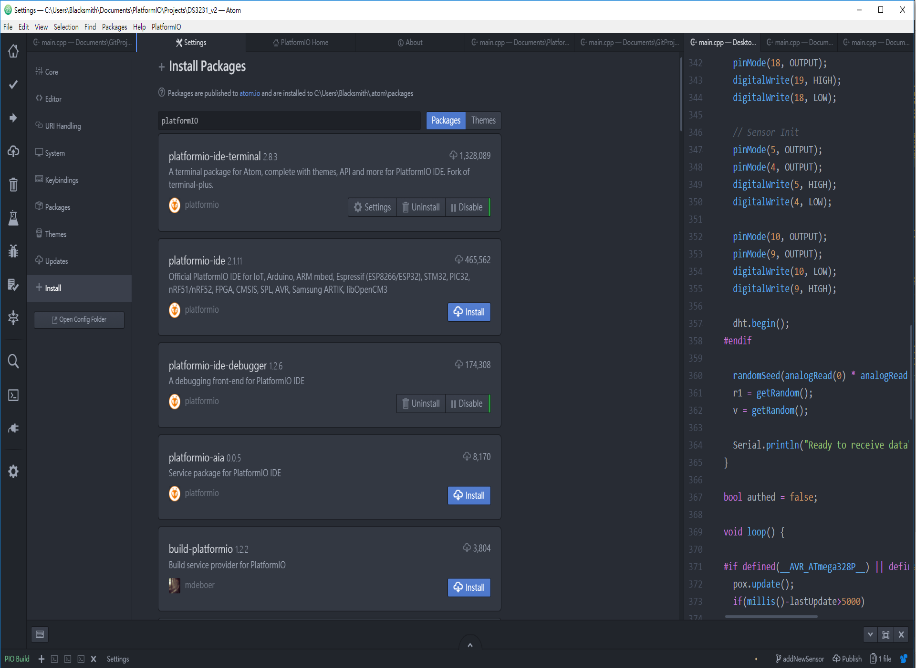 Settings — C:\Users\Blacksmith\Documents\PlatformIO\Projects\DS3231_v2 — Atom
File Edit View Selection Find Packages Help PlatformIO
main.cpp — Documents\GitProj...
Settings
PlatformIO Home
About
main.cpp — Documents\Platfor...
main.cpp — Documents\GitProj...
main.cpp — Deskto...
main.cpp — Docum...
main.cpp — Docum...
Core
Editor
URI Handling
System
Keybindings
Packages
Themes
Updates
Install
Open Config Folder
Install Packages
Packages are published to atom.io and are installed to C:\Users\Blacksmith\.atom\packages
platformIO
Packages Themes
platformio-ide-terminal 2.8.3 1,328,089
A terminal package for Atom, complete with themes, API and more for PlatformIO IDE. Fork of
terminal-plus.
platformio
Settings Uninstall Disable
platformio-ide 2.1.11 465,562
Official PlatformIO IDE for IoT, Arduino, ARM mbed, Espressif (ESP8266/ESP32), STM32, PIC32,
nRF51/nRF52, FPGA, CMSIS, SPL, AVR, Samsung ARTIK, libOpenCM3
platformio
Install
platformio-ide-debugger 1.2.6 174,308
A debugging front-end for PlatformIO IDE
platformio
Uninstall Disable
platformio-aia 0.0.5 8,170
Service package for PlatformIO IDE
platformio
Install
build-platformio 1.2.2 3,804
Build service provider for PlatformIO
mdeboer
Install
342 pinMode(18, OUTPUT);
343 digitalWrite(19, HIGH);
344 digitalWrite(18, LOW);
345
346 // Sensor Init
347 pinMode(5, OUTPUT);
348 pinMode(4, OUTPUT);
349 digitalWrite(5, HIGH);
350 digitalWrite(4, LOW);
351
352 pinMode(10, OUTPUT);
353 pinMode(9, OUTPUT);
354 digitalWrite(10, LOW);
355 digitalWrite(9, HIGH);
356
357 dht.begin();
358 #endif
359
360 randomSeed(analogRead(0) * analogRead
361 r1 = getRandom();
362 v = getRandom();
363
364 Serial.println("Ready to receive data
365 }
366
367 bool authed = false;
368
369 void loop() {
370
371 #if defined(__AVR_ATmega328P__) || defin
372 pox.update();
373 if(millis()-lastUpdate>5000)
374
PIO Build
Settings
addNewSensor Publish 1 file